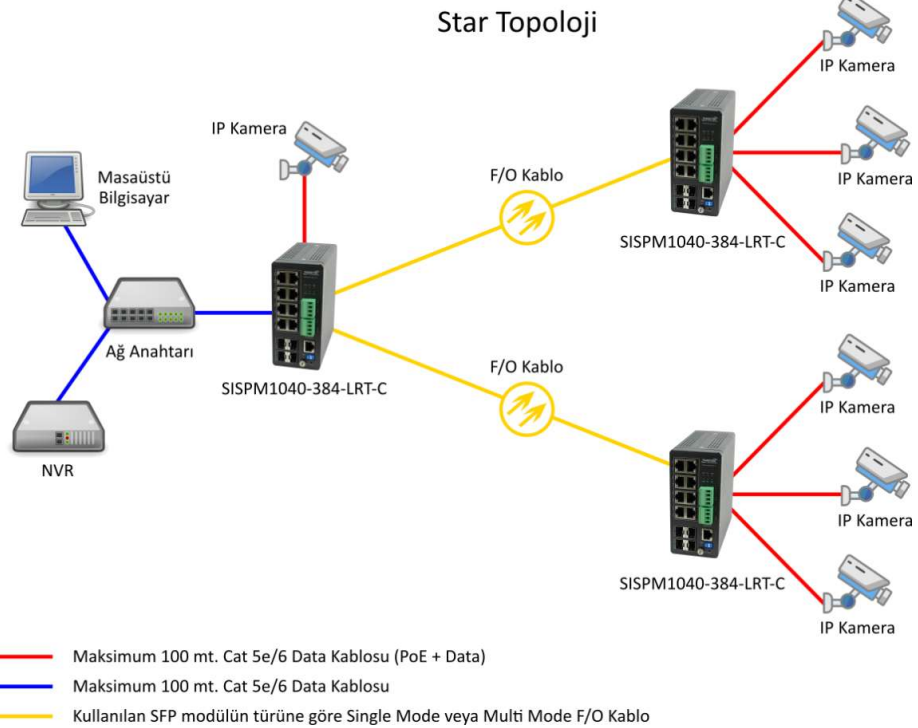 Star Topoloji
IP Kamera
IP Kamera
Masaüstü
Bilgisayar
F/O Kablo
IP Kamera
SISPM1040-384-LRT-C
IP Kamera
Ağ Anahtarı
SISPM1040-384-LRT-C
F/O Kablo
IP Kamera
NVR
IP Kamera
SISPM1040-384-LRT-C
IP Kamera
Maksimum 100 mt. Cat 5e/6 Data Kablosu (PoE + Data)
Maksimum 100 mt. Cat 5e/6 Data Kablosu
Kullanılan SFP modülün türüne göre Single Mode veya Multi Mode F/O Kablo